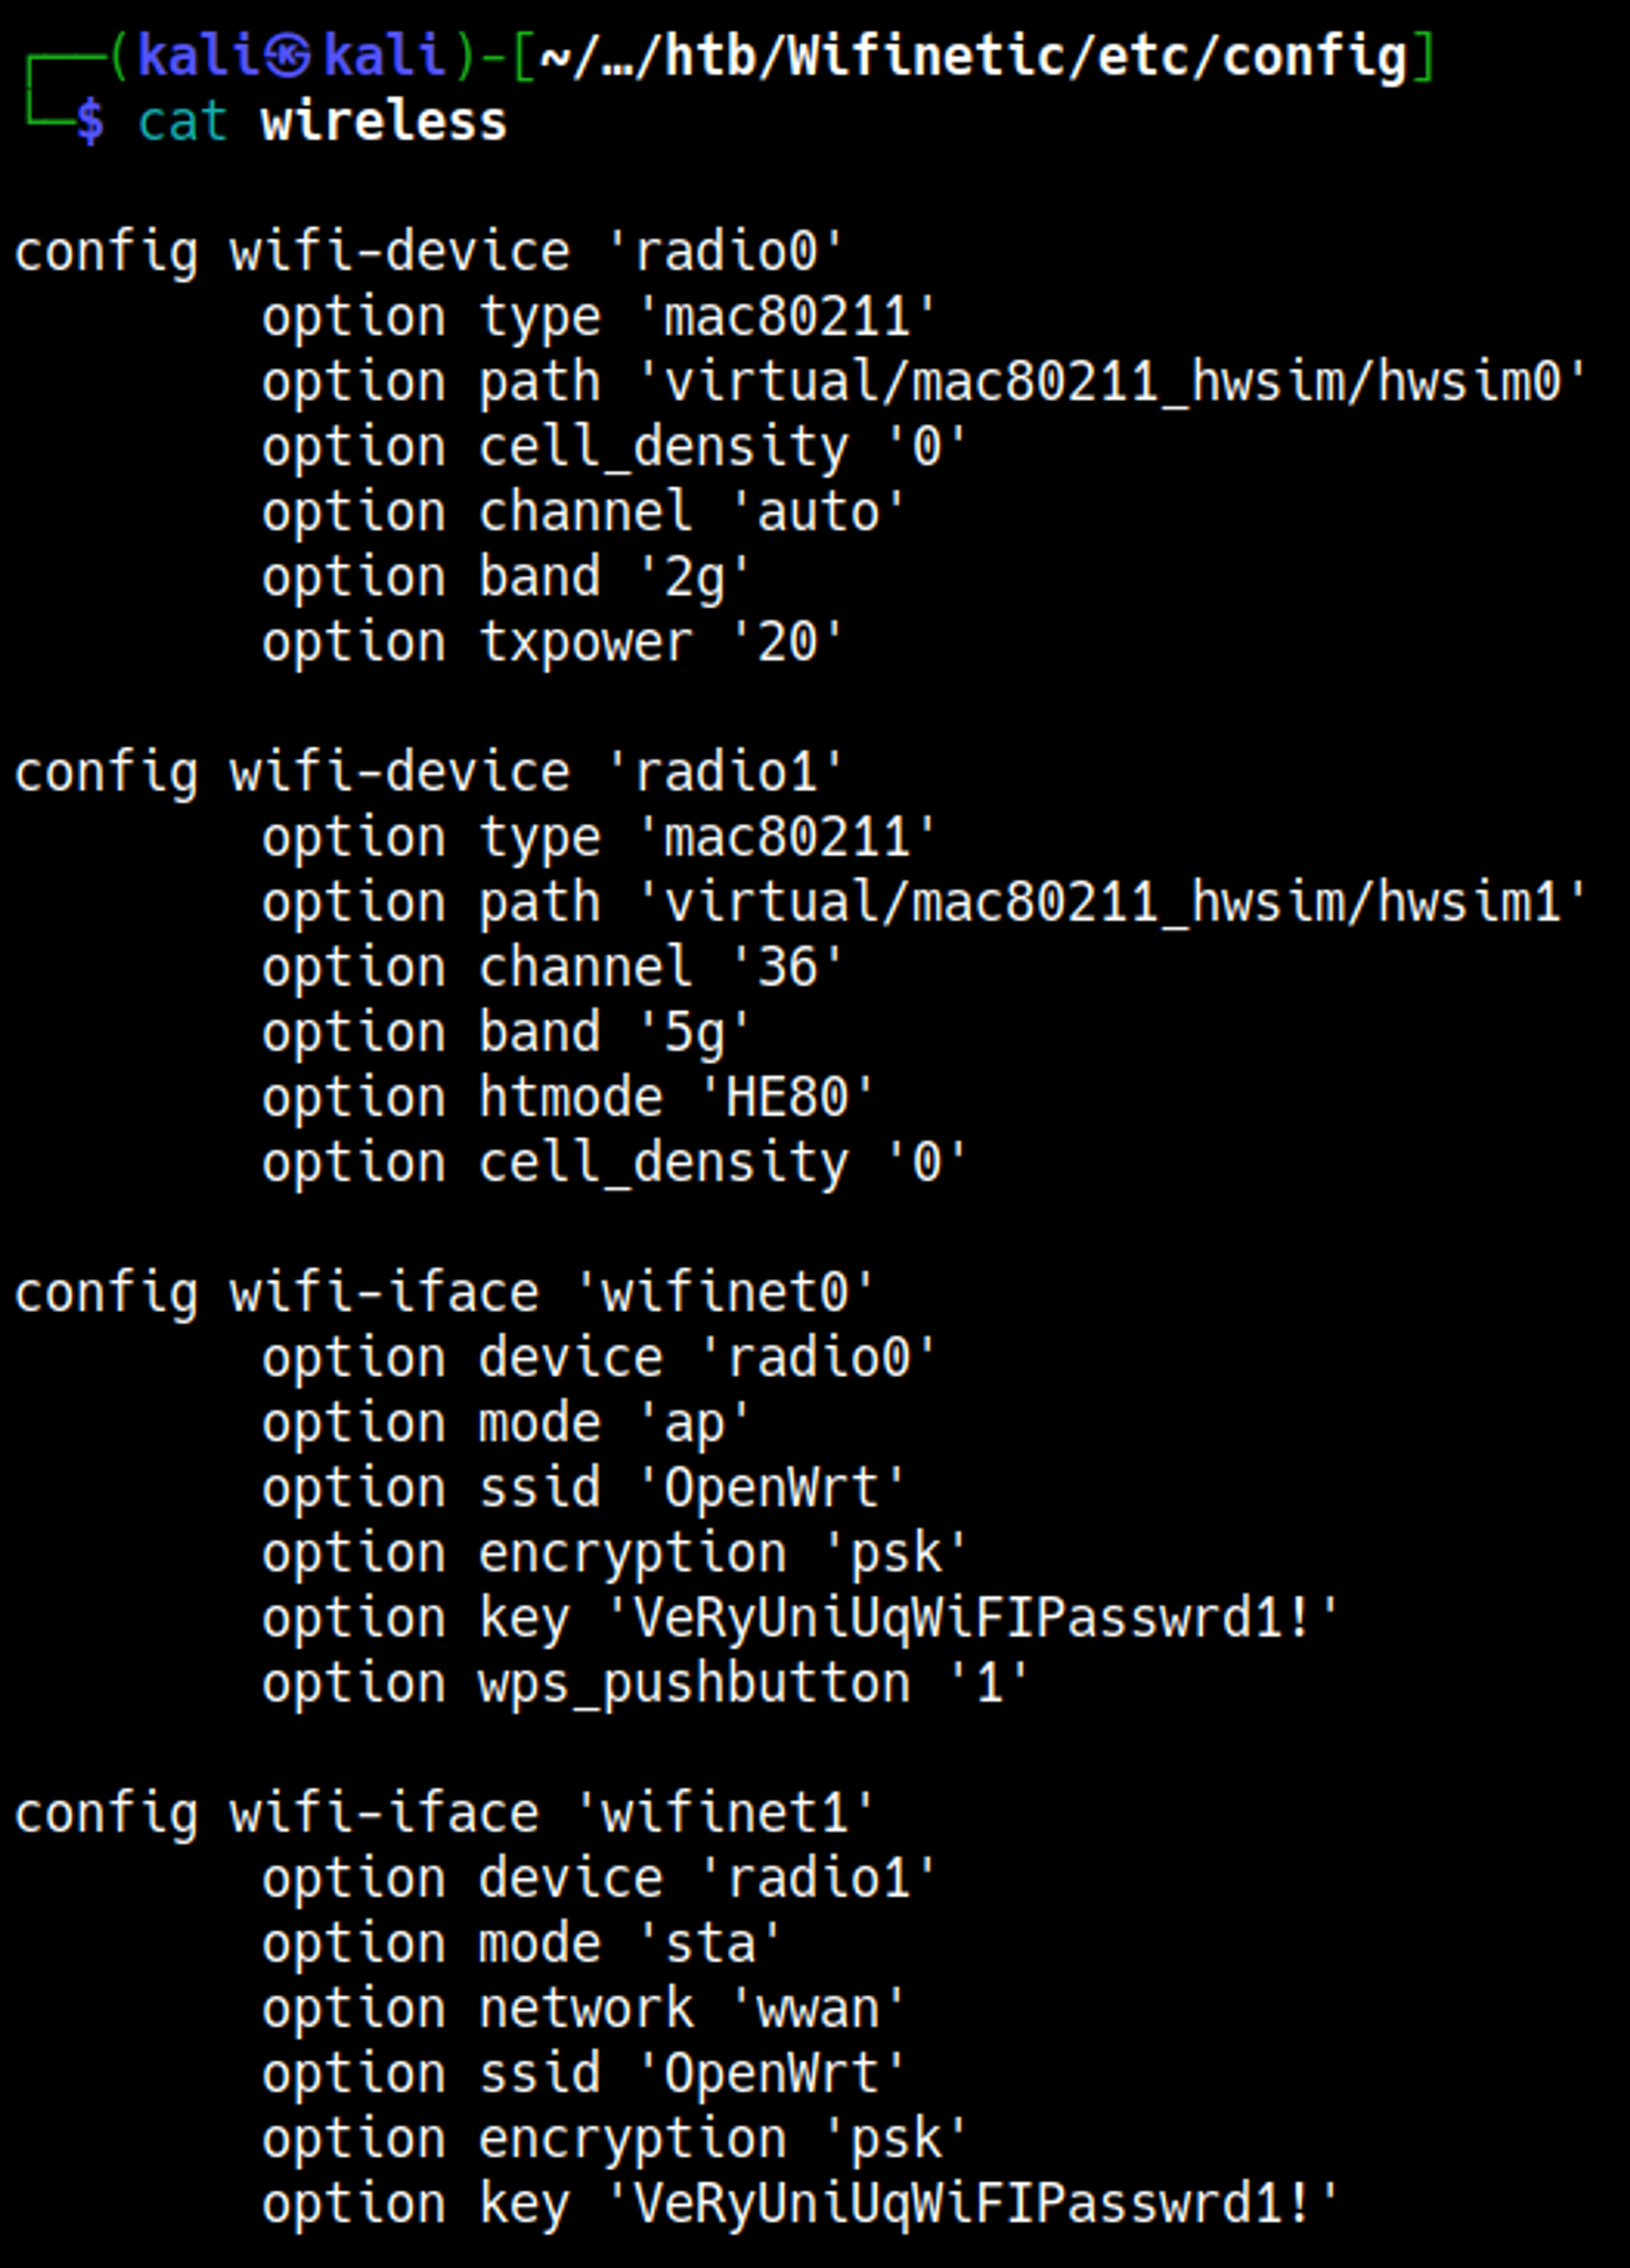 ┌──(kali㉿kali)-[~/…/htb/Wifinetic/etc/config]
└─$ cat wireless

config wifi-device 'radio0'
        option type 'mac80211'
        option path 'virtual/mac80211_hwsim/hwsim0'
        option cell_density '0'
        option channel 'auto'
        option band '2g'
        option txpower '20'

config wifi-device 'radio1'
        option type 'mac80211'
        option path 'virtual/mac80211_hwsim/hwsim1'
        option channel '36'
        option band '5g'
        option htmode 'HE80'
        option cell_density '0'

config wifi-iface 'wifinet0'
        option device 'radio0'
        option mode 'ap'
        option ssid 'OpenWrt'
        option encryption 'psk'
        option key 'VeRyUniUqWiFIPasswrd1!'
        option wps_pushbutton '1'

config wifi-iface 'wifinet1'
        option device 'radio1'
        option mode 'sta'
        option network 'wwan'
        option ssid 'OpenWrt'
        option encryption 'psk'
        option key 'VeRyUniUqWiFIPasswrd1!'